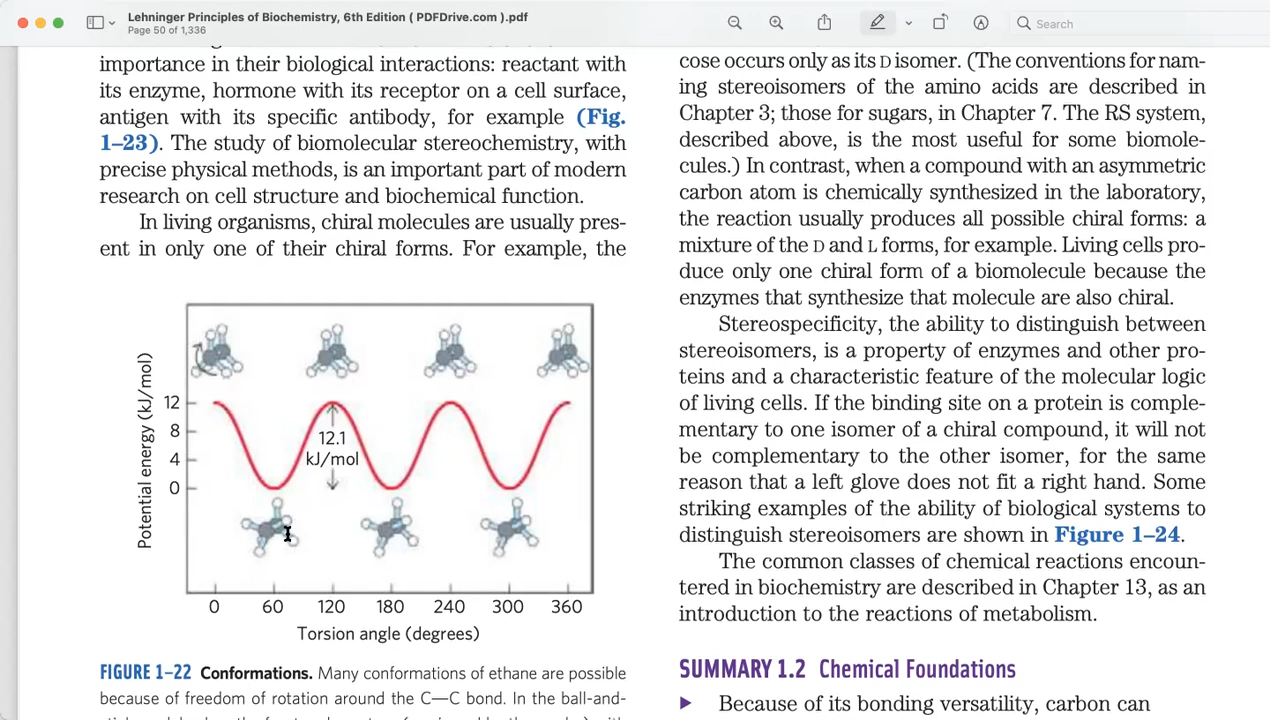 Lehninger Principles of Biochemistry, 6th Edition ( PDFDrive.com ).pdf
Page 50 of 1,336
Search
importance in their biological interactions: reactant with
its enzyme, hormone with its receptor on a cell surface,
antigen with its specific antibody, for example (Fig.
1–23). The study of biomolecular stereochemistry, with
precise physical methods, is an important part of modern
research on cell structure and biochemical function.
In living organisms, chiral molecules are usually pres-
ent in only one of their chiral forms. For example, the
Potential energy (kJ/mol)
12
8
4
0
12.1
kJ/mol
0 60 120 180 240 300 360
Torsion angle (degrees)
FIGURE 1–22 Conformations. Many conformations of ethane are possible
because of freedom of rotation around the C—C bond. In the ball-and-
cose occurs only as its D isomer. (The conventions for nam-
ing stereoisomers of the amino acids are described in
Chapter 3; those for sugars, in Chapter 7. The RS system,
described above, is the most useful for some biomole-
cules.) In contrast, when a compound with an asymmetric
carbon atom is chemically synthesized in the laboratory,
the reaction usually produces all possible chiral forms: a
mixture of the D and L forms, for example. Living cells pro-
duce only one chiral form of a biomolecule because the
enzymes that synthesize that molecule are also chiral.
Stereospecificity, the ability to distinguish between
stereoisomers, is a property of enzymes and other pro-
teins and a characteristic feature of the molecular logic
of living cells. If the binding site on a protein is comple-
mentary to one isomer of a chiral compound, it will not
be complementary to the other isomer, for the same
reason that a left glove does not fit a right hand. Some
striking examples of the ability of biological systems to
distinguish stereoisomers are shown in Figure 1–24.
The common classes of chemical reactions encoun-
tered in biochemistry are described in Chapter 13, as an
introduction to the reactions of metabolism.
SUMMARY 1.2 Chemical Foundations
▶ Because of its bonding versatility, carbon can